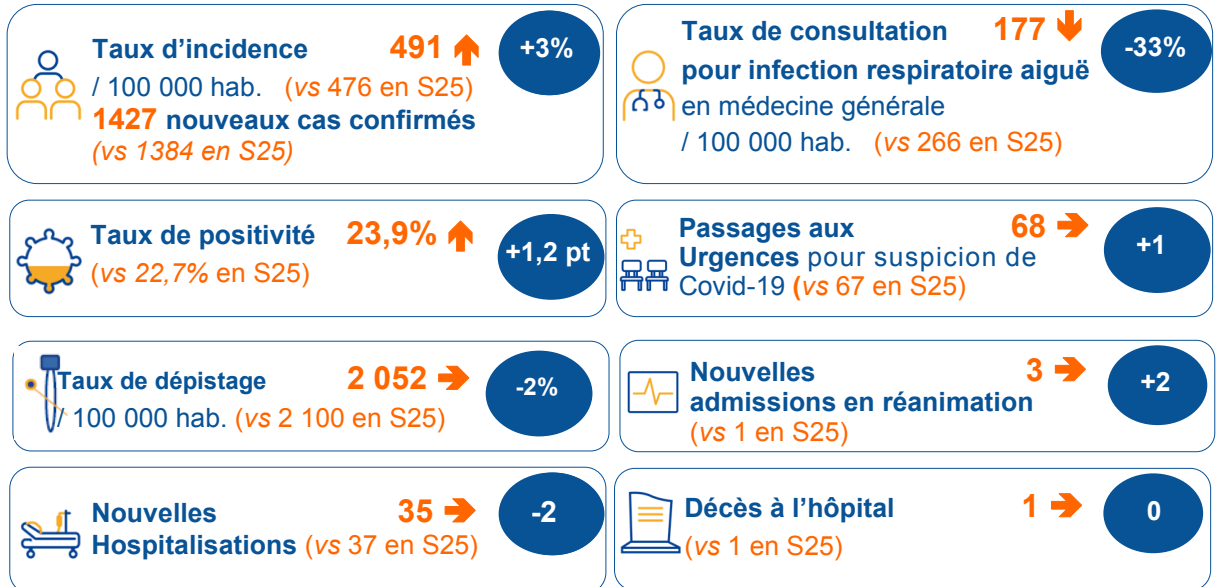 Taux d’incidence 491 +3%
/ 100 000 hab. (vs 476 en S25)
1427 nouveaux cas confirmés
(vs 1384 en S25)
Taux de consultation 177 -33%
pour infection respiratoire aiguë
en médecine générale
/ 100 000 hab. (vs 266 en S25)
Taux de positivité 23,9% +1,2 pt
(vs 22,7% en S25)
Passages aux 68 +1
Urgences pour suspicion de
Covid-19 (vs 67 en S25)
Taux de dépistage 2 052 -2%
/ 100 000 hab. (vs 2 100 en S25)
Nouvelles 3 +2
admissions en réanimation
(vs 1 en S25)
Nouvelles 35 -2
Hospitalisations (vs 37 en S25)
Décès à l’hôpital 1 0
(vs 1 en S25)